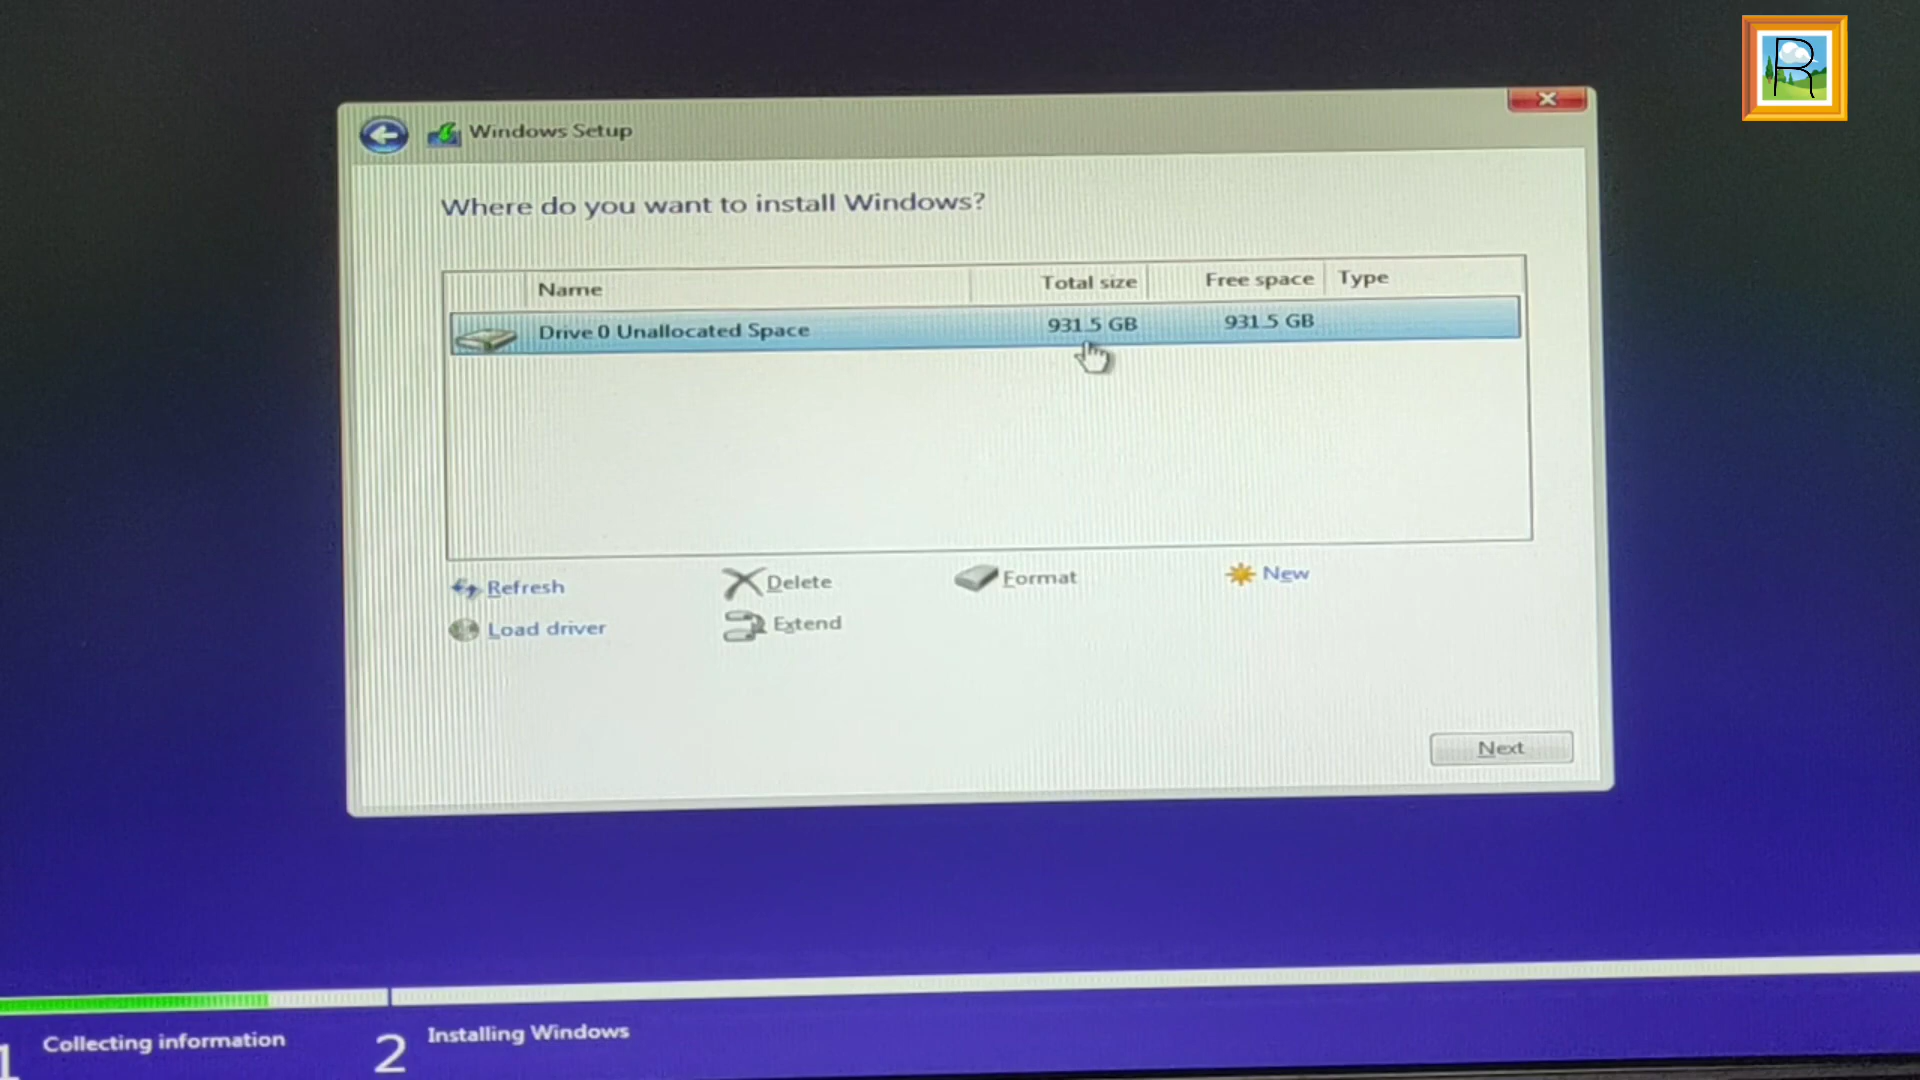 Windows Setup
Where do you want to install Windows?
Name Total size Free space Type
Drive 0 Unallocated Space 931.5 GB 931.5 GB
Refresh Delete Format New
Load driver Extend
Next
1 Collecting information 2 Installing Windows
R